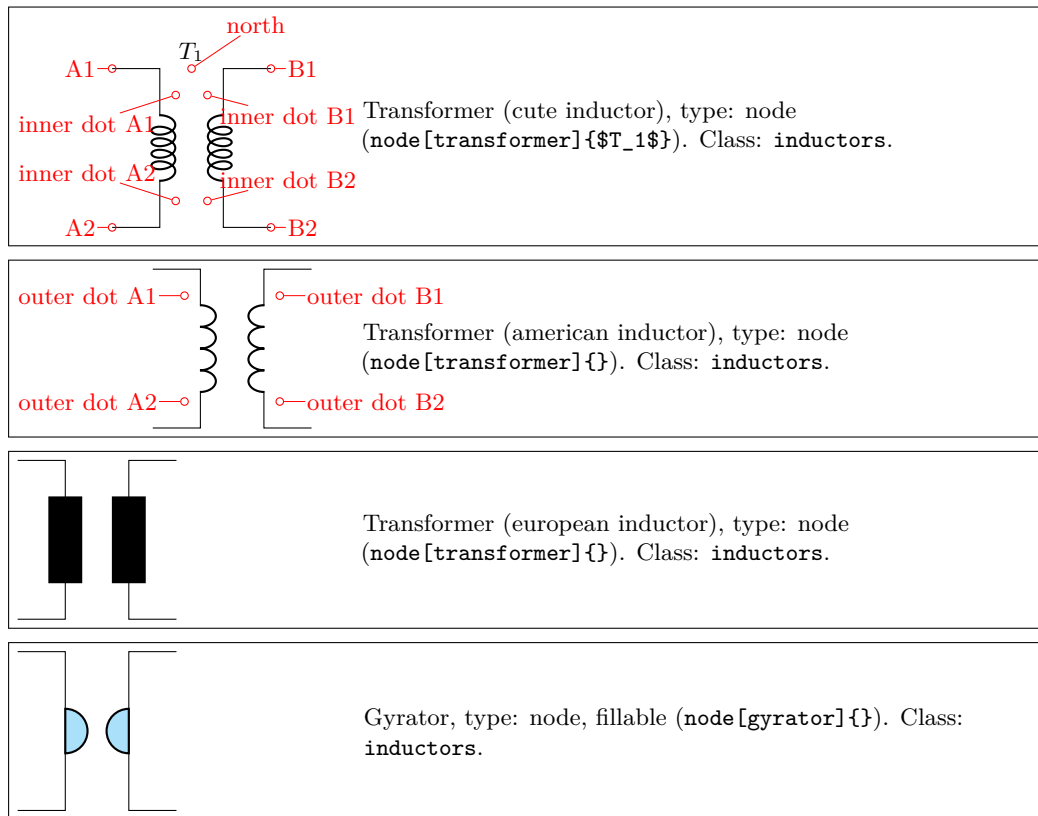 north
T₁
A1
B1
inner dot A1
inner dot B1
Transformer (cute inductor), type: node
(node[transformer]{$T_1$}). Class: inductors.
inner dot A2
inner dot B2
A2
B2
outer dot A1
outer dot B1
Transformer (american inductor), type: node
(node[transformer]{}). Class: inductors.
outer dot A2
outer dot B2
Transformer (european inductor), type: node
(node[transformer]{}). Class: inductors.
Gyrator, type: node, fillable (node[gyrator]{}). Class:
inductors.